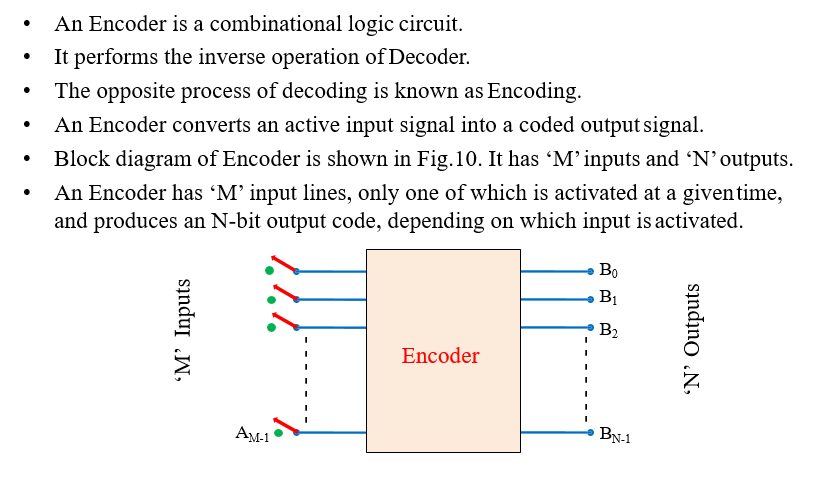 • An Encoder is a combinational logic circuit.
• It performs the inverse operation of Decoder.
• The opposite process of decoding is known as Encoding.
• An Encoder converts an active input signal into a coded output signal.
• Block diagram of Encoder is shown in Fig.10. It has ‘M’ inputs and ‘N’ outputs.
• An Encoder has ‘M’ input lines, only one of which is activated at a given time,
and produces an N-bit output code, depending on which input is activated.
‘M’ Inputs
Encoder
B0
B1
B2
‘N’ Outputs
AM-1
BN-1